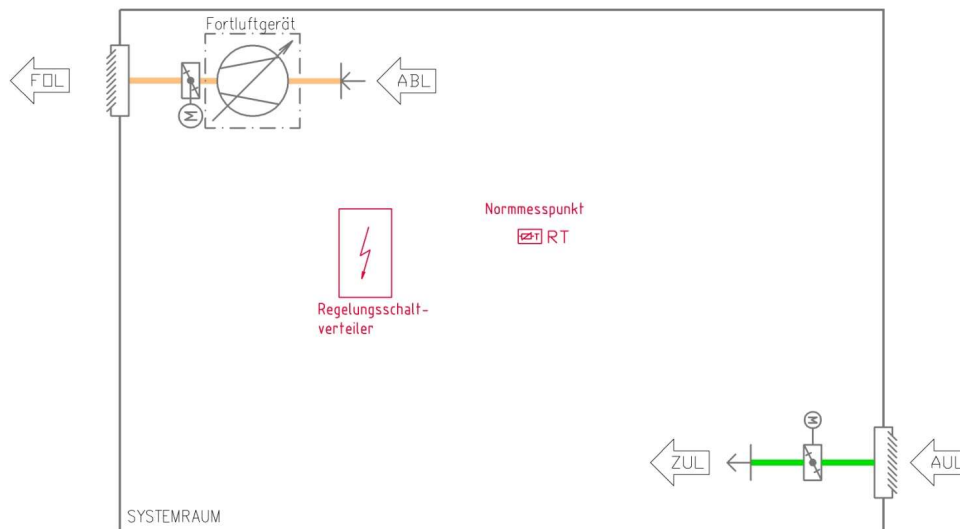 Fortluftgerät
FOL
ABL
M
Normmesspunkt
T RT
Regelungsschalt-
verteiler
M
ZUL
AUL
SYSTEMRAUM